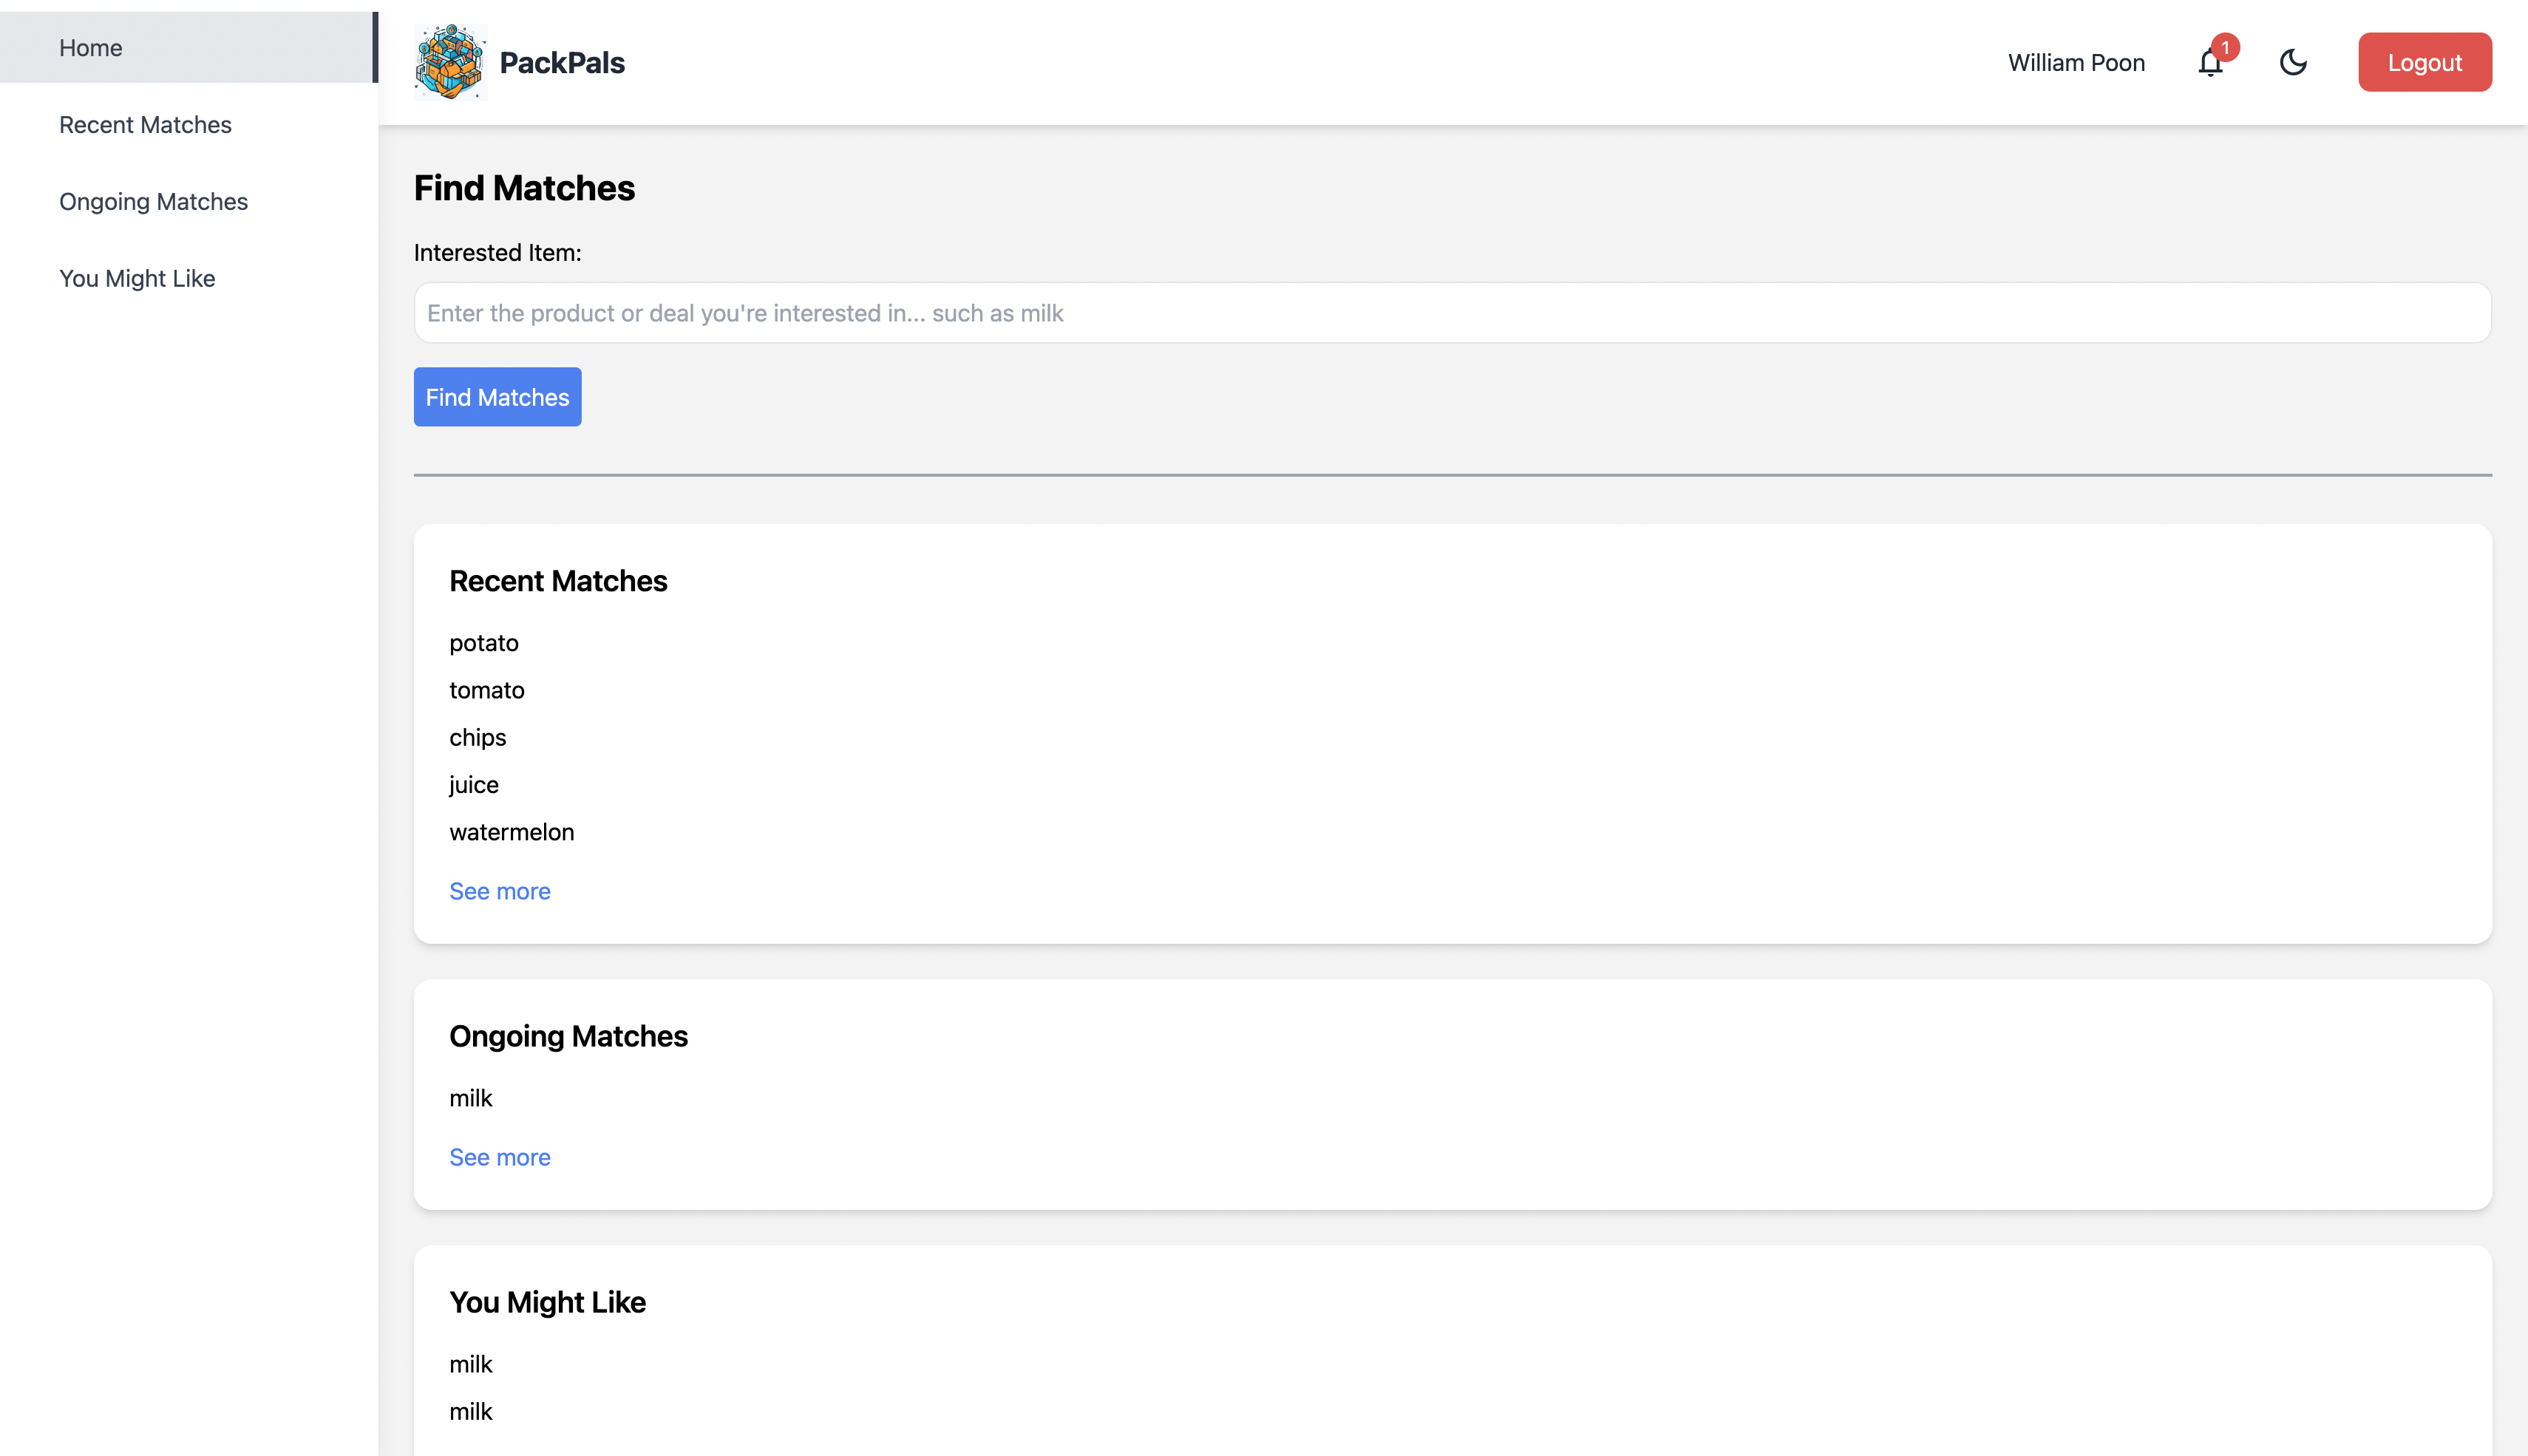 Home
Recent Matches
Ongoing Matches
You Might Like
PackPals
William Poon
1
Logout
Find Matches
Interested Item:
Enter the product or deal you're interested in... such as milk
Find Matches
Recent Matches
potato
tomato
chips
juice
watermelon
See more
Ongoing Matches
milk
See more
You Might Like
milk
milk